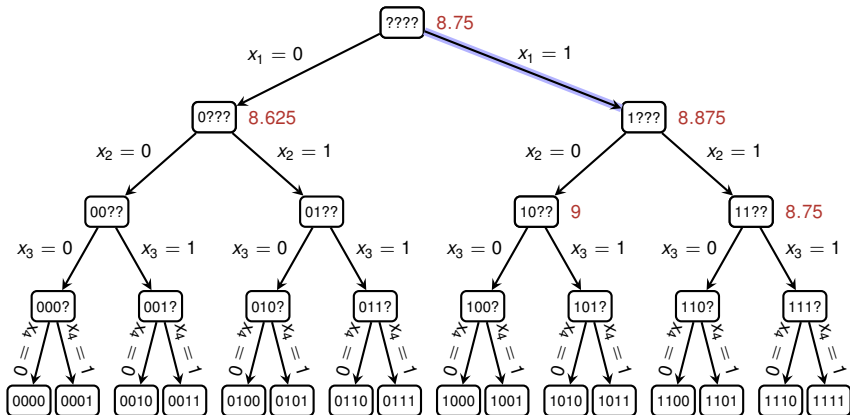 ???? 8.75
x₁ = 0 x₁ = 1
0??? 8.625 1??? 8.875
x₂ = 0 x₂ = 1 x₂ = 0 x₂ = 1
00?? 01?? 10?? 9 11?? 8.75
x₃ = 0 x₃ = 1 x₃ = 0 x₃ = 1 x₃ = 0 x₃ = 1 x₃ = 0 x₃ = 1
000? 001? 010? 011? 100? 101? 110? 111?
x₄ = 0 x₄ = 1 x₄ = 0 x₄ = 1 x₄ = 0 x₄ = 1 x₄ = 0 x₄ = 1 x₄ = 0 x₄ = 1 x₄ = 0 x₄ = 1 x₄ = 0 x₄ = 1 x₄ = 0 x₄ = 1
0000 0001 0010 0011 0100 0101 0110 0111 1000 1001 1010 1011 1100 1101 1110 1111